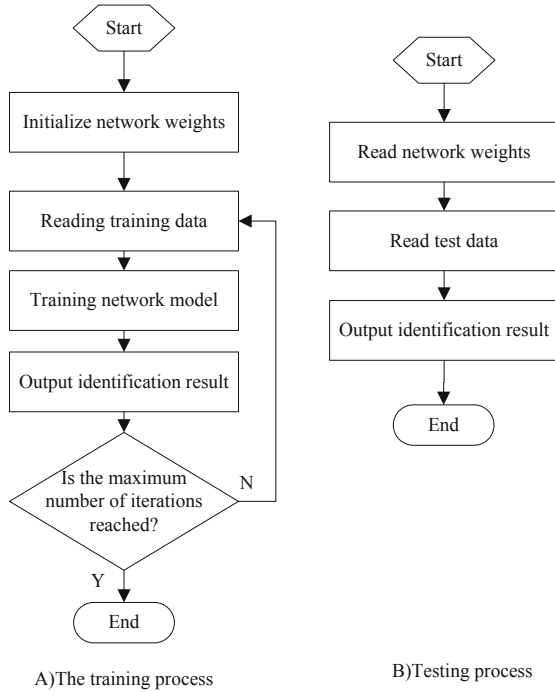 Start
Initialize network weights
Reading training data
Training network model
Output identification result
Is the maximum
number of iterations
reached?
N
Y
End
A)The training process
Start
Read network weights
Read test data
Output identification result
End
B)Testing process